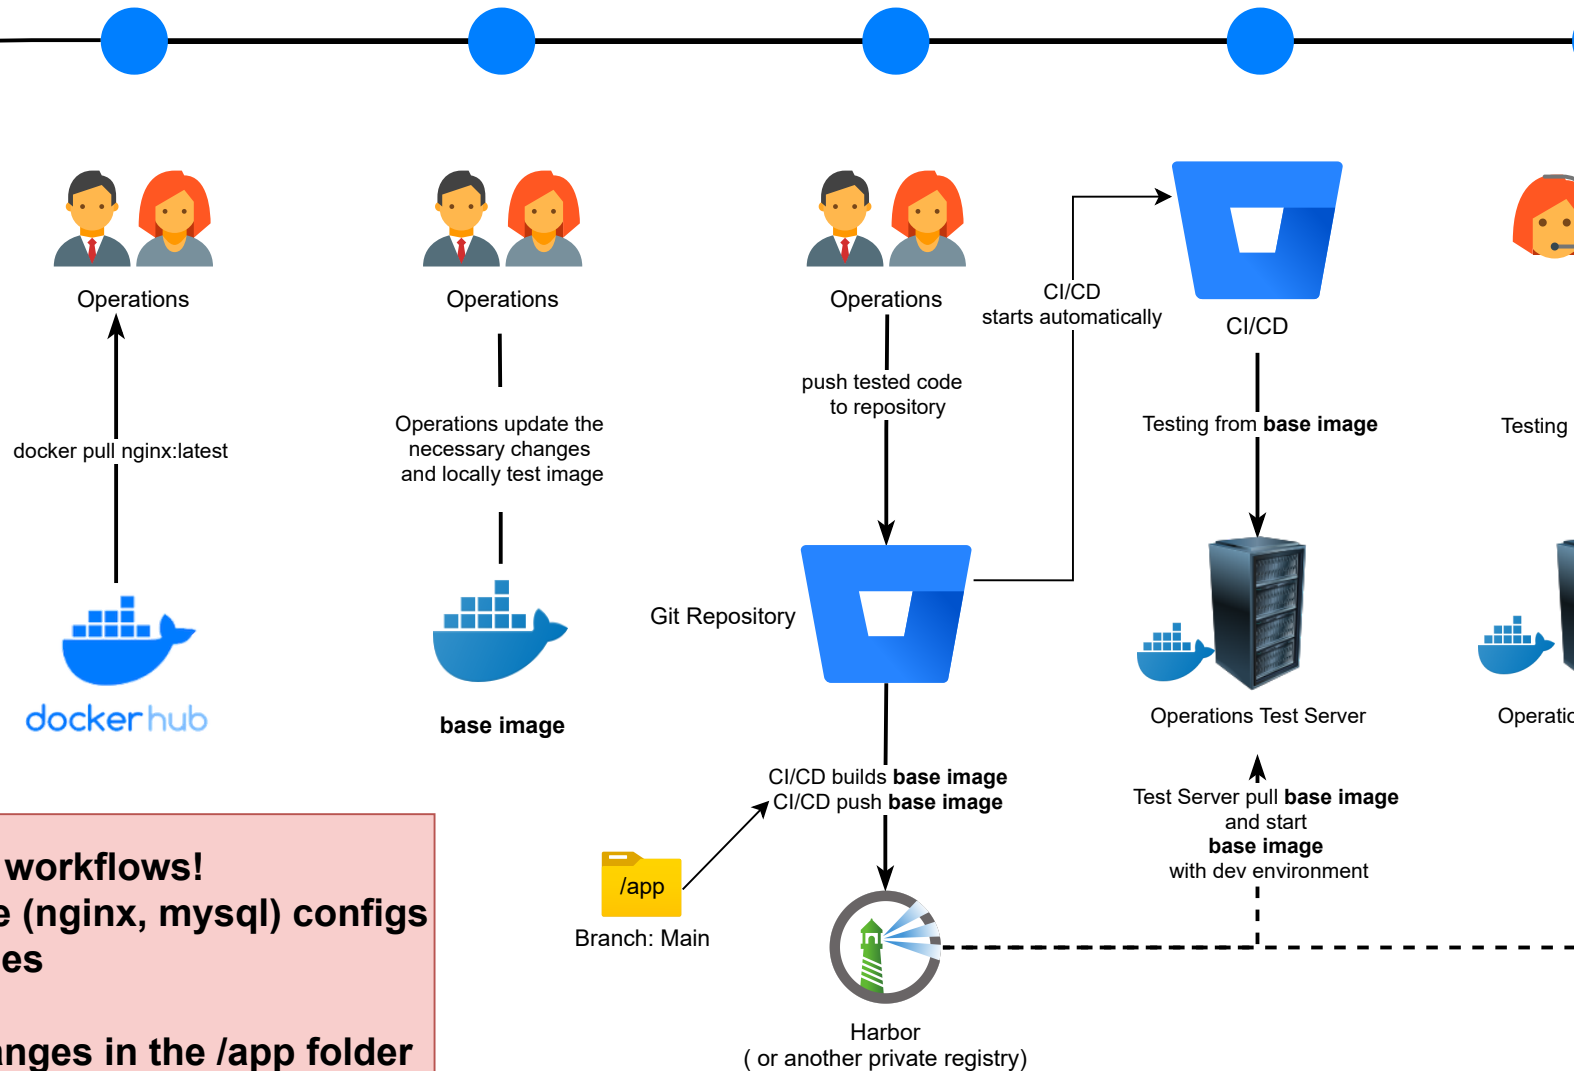 Operations
docker pull nginx:latest
dockerhub
Operations
Operations update the
necessary changes
and locally test image
base image
Operations
push tested code
to repository
Git Repository
CI/CD
starts automatically
CI/CD builds base image
CI/CD push base image
/app
Branch: Main
Harbor
( or another private registry)
CI/CD
Testing from base image
Operations Test Server
Test Server pull base image
and start
base image
with dev environment
Testing
workflows!
(nginx, mysql) configs
in the /app folder